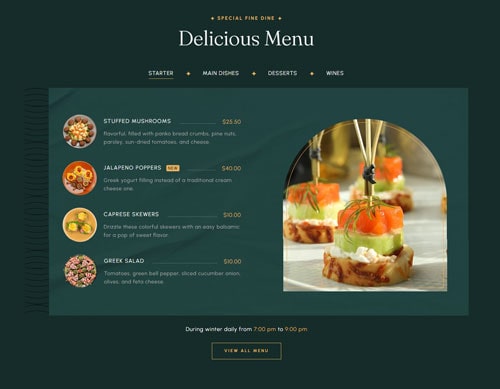 SPECIAL FINE DINE
Delicious Menu
STARTER
MAIN DISHES
DESSERTS
WINES
STUFFED MUSHROOMS $25.50
flavorful, filled with panko bread crumbs, pine nuts,
parsley, sun-dried tomatoes, and cheese.
JALAPENO POPPERS NEW $40.00
Greek yogurt filling instead of a traditional cream
cheese one.
CAPRESE SKEWERS $10.00
Drizzle these colorful skewers with an easy balsamic
for a pop of sweet flavor.
GREEK SALAD $10.00
Tomatoes, green bell pepper, sliced cucumber onion,
olives, and feta cheese.
During winter daily from 7:00 pm to 9:00 pm
VIEW ALL MENU